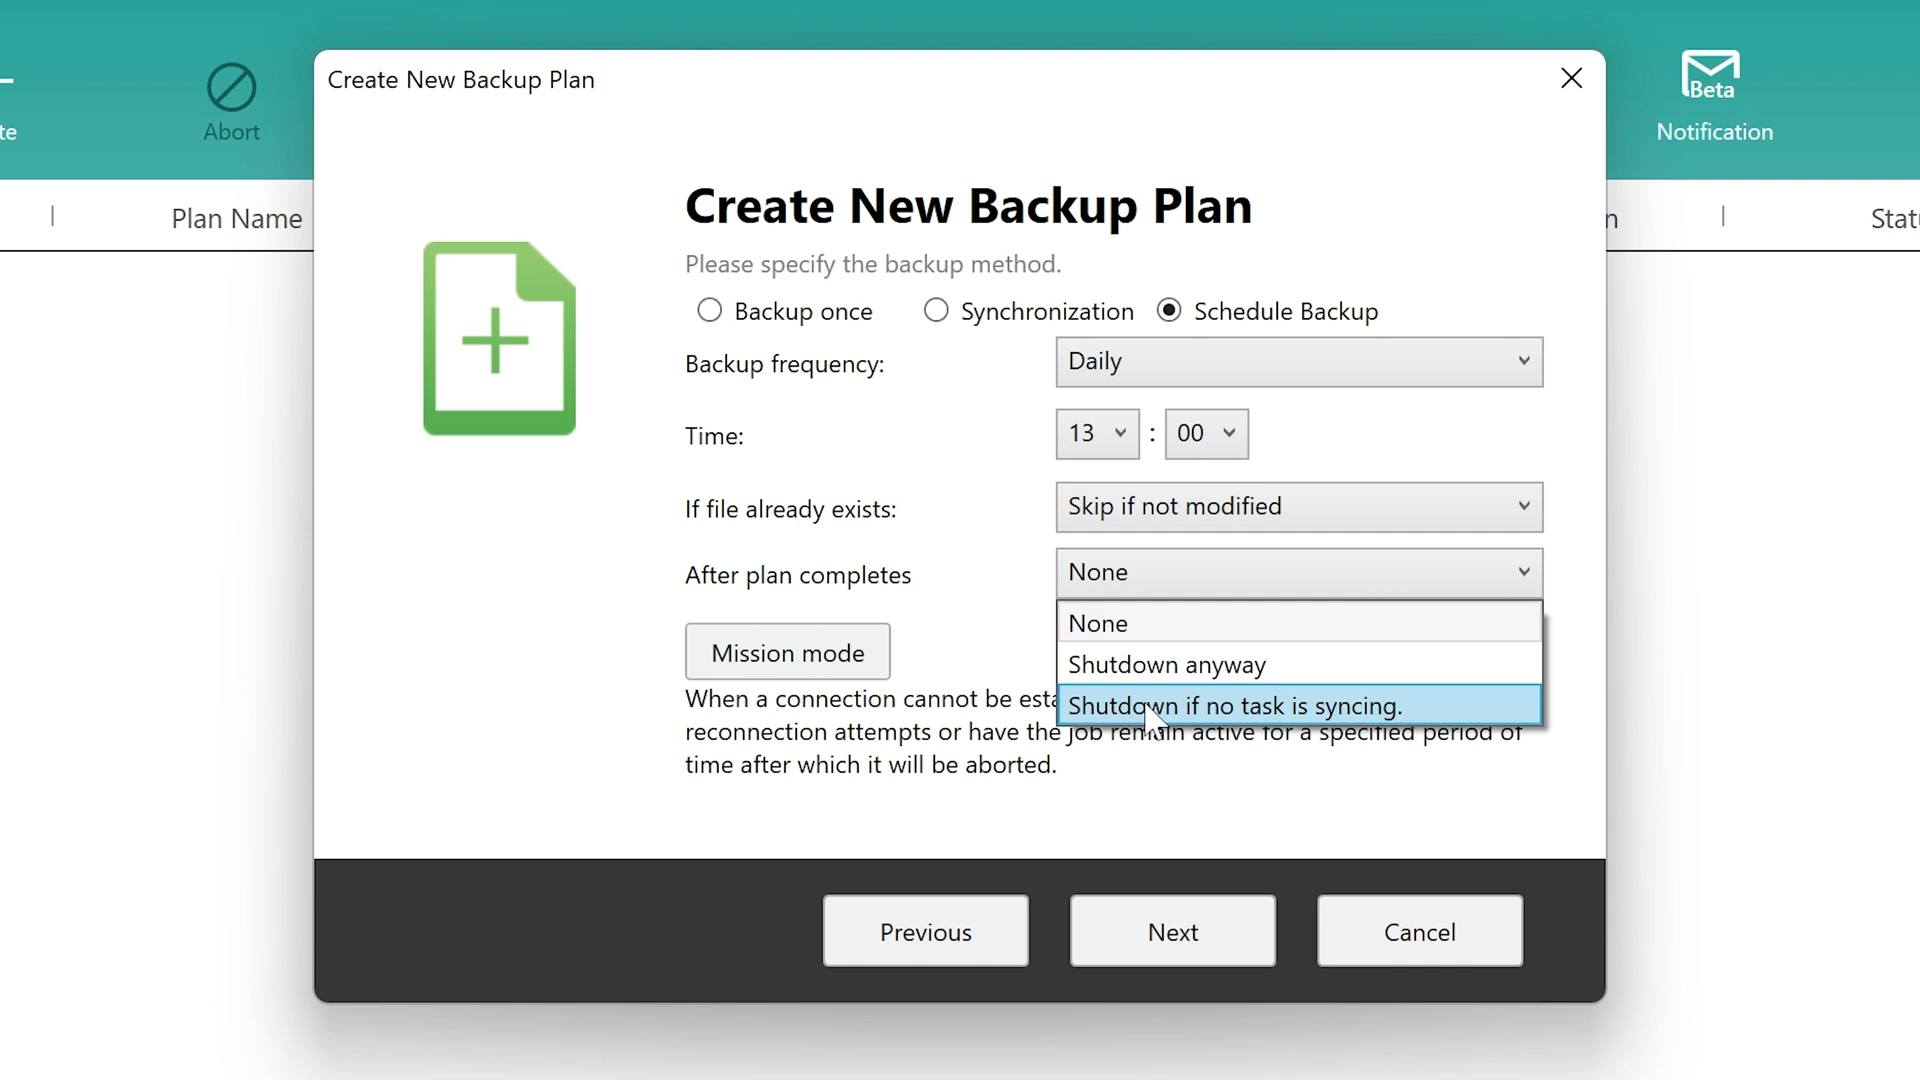 te
Abort
Create New Backup Plan
Beta
Notification
Plan Name
n
Stat
Create New Backup Plan
Please specify the backup method.
Backup once
Synchronization
Schedule Backup
Backup frequency:
Daily
Time:
13 : 00
If file already exists:
Skip if not modified
After plan completes
None
None
Shutdown anyway
Shutdown if no task is syncing.
Mission mode
When a connection cannot be esta
reconnection attempts or have the job remain active for a specified period of
time after which it will be aborted.
Previous
Next
Cancel